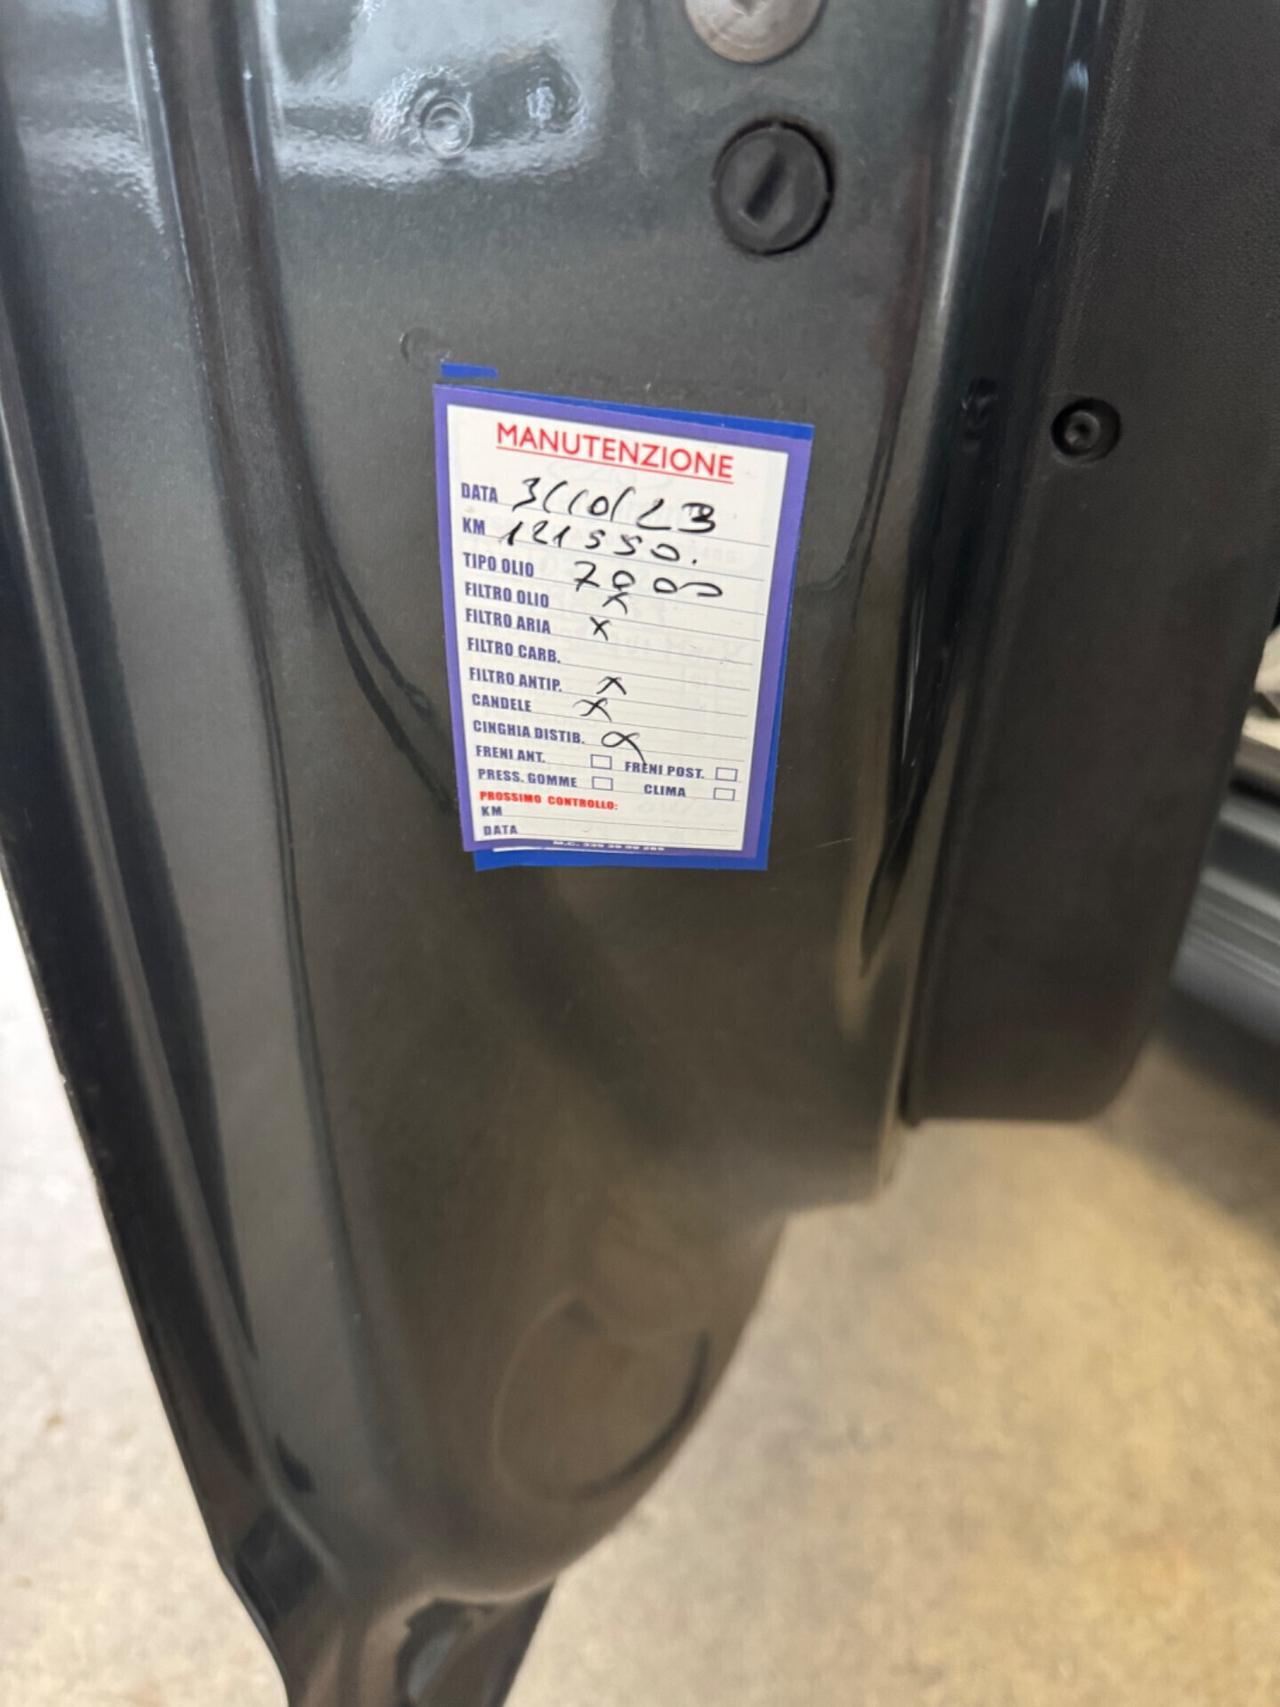 MANUTENZIONE
DATA 3/10/23
KM 121550.
TIPO OLIO 7000
FILTRO OLIO X
FILTRO ARIA X
FILTRO CARB.
FILTRO ANTIP. X
CANDELE X
CINGHIA DISTIB. X
FRENI ANT. FRENI POST.
PRESS. GOMME CLIMA
PROSSIMO CONTROLLO:
KM
DATA